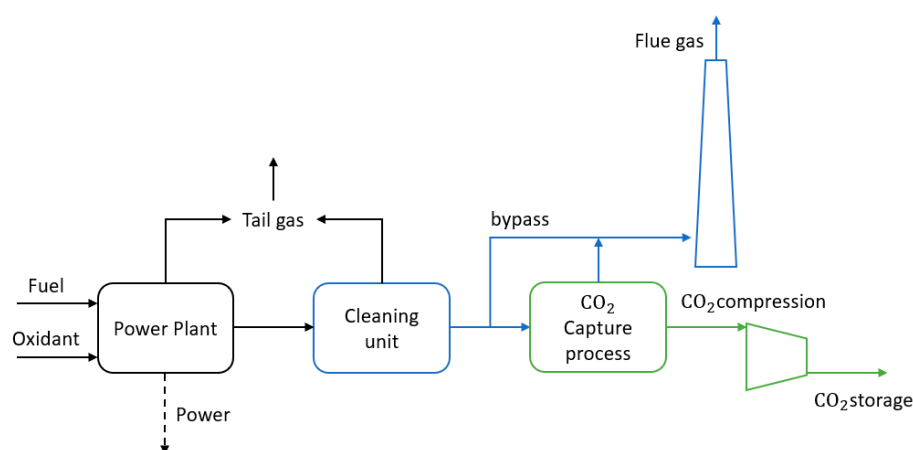 Flue gas
Tail gas
bypass
Fuel
Oxidant
Power Plant
Cleaning
unit
CO₂
Capture
process
CO₂compression
Power
CO₂storage